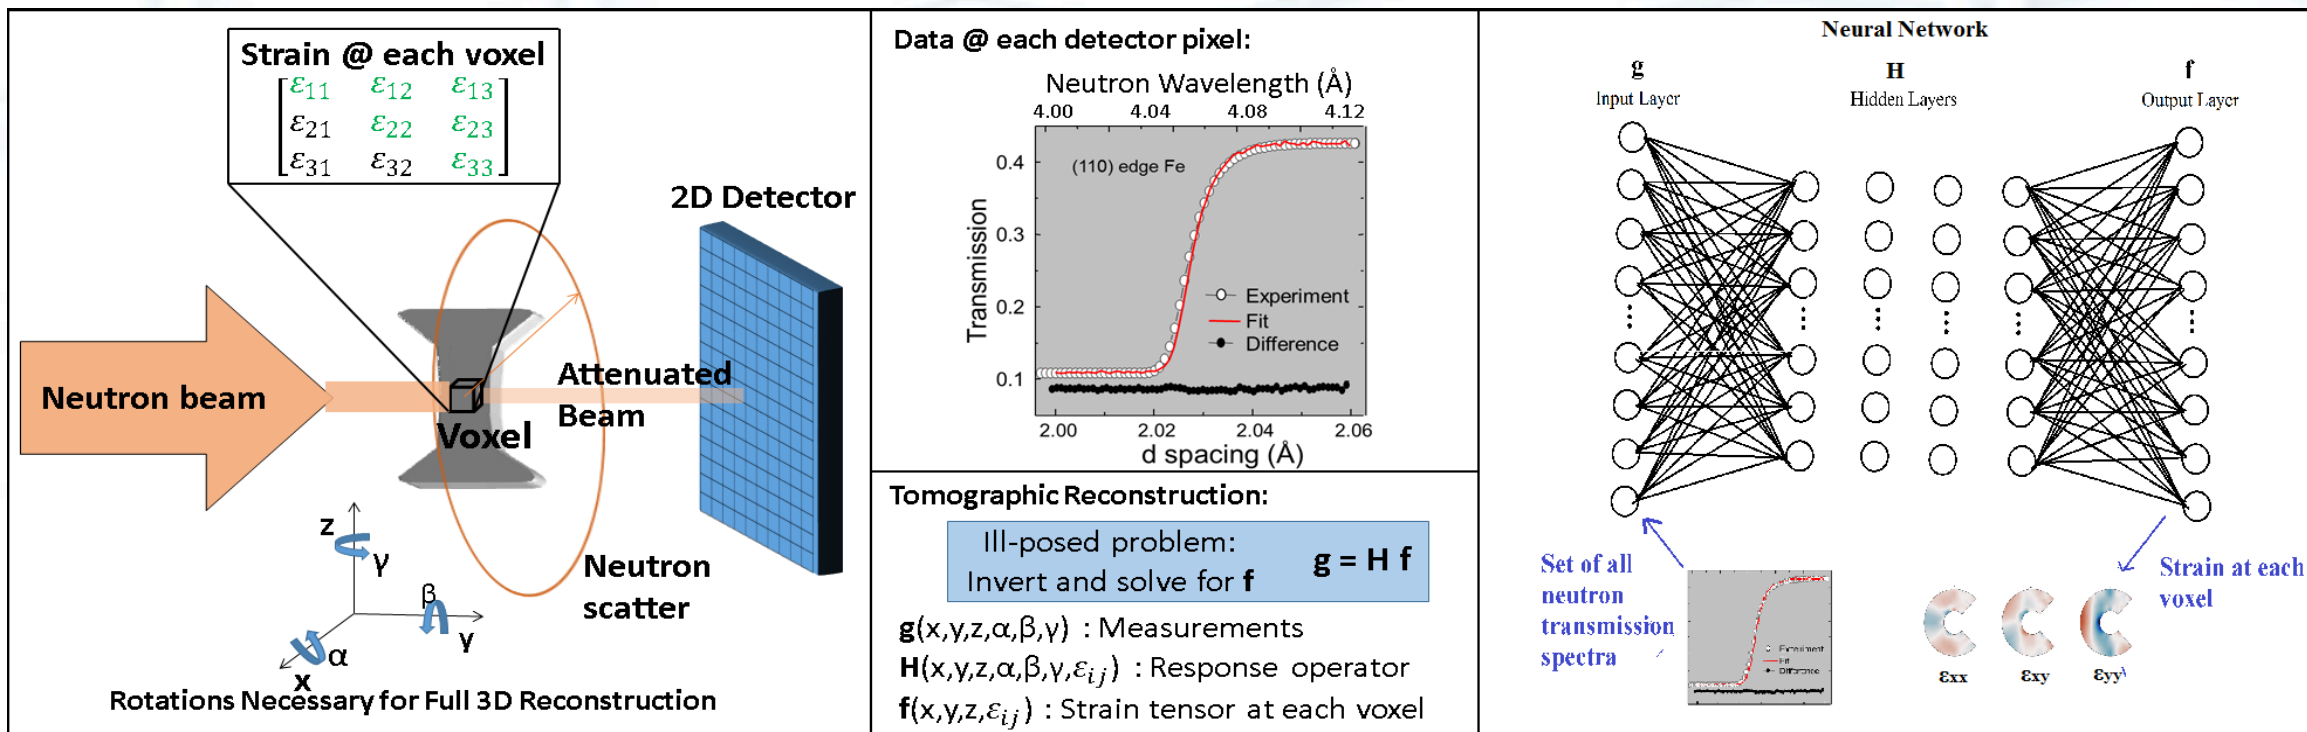 Strain @ each voxel
ε11 ε12 ε13
ε21 ε22 ε23
ε31 ε32 ε33
2D Detector
Neutron beam
Voxel
Attenuated
Beam
Neutron
scatter
z
γ
β
γ
α
x
Rotations Necessary for Full 3D Reconstruction
Data @ each detector pixel:
Neutron Wavelength (Å)
4.00 4.04 4.08 4.12
(110) edge Fe
Transmission
0.4
0.3
0.2
0.1
Experiment
Fit
Difference
2.00 2.02 2.04 2.06
d spacing (Å)
Tomographic Reconstruction:
Ill-posed problem:
Invert and solve for f
g = H f
g(x,y,z,α,β,γ) : Measurements
H(x,y,z,α,β,γ,εij) : Response operator
f(x,y,z,εij) : Strain tensor at each voxel
Neural Network
g H f
Input Layer Hidden Layers Output Layer
Set of all
neutron
transmission
spectra
Experiment
Fit
Difference
Strain at each
voxel
εxx εxy εyy